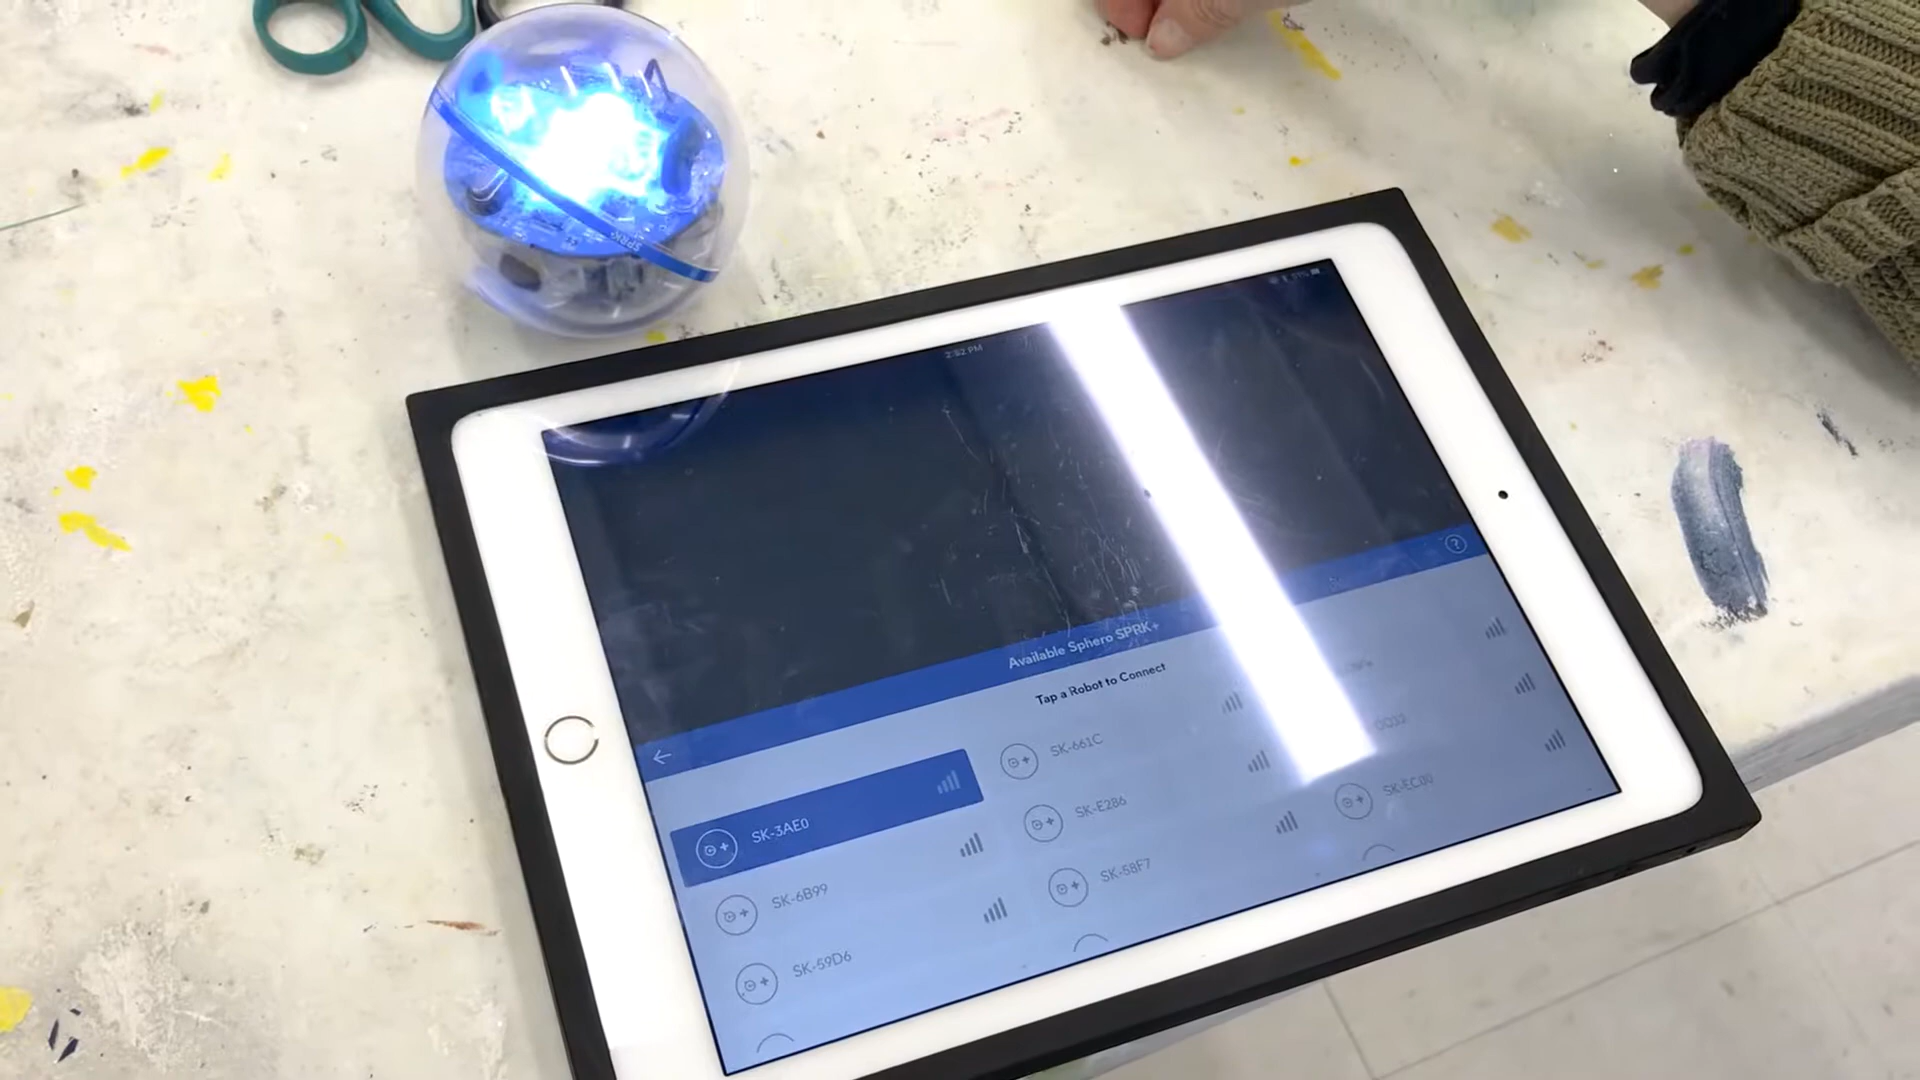 SPRK+
2:52 PM
Available Sphero SPRK+
Tap a Robot to Connect
SK-3AE0
SK-6B99
SK-59D6
SK-661C
SK-E286
SK-58F7
SK-EC00